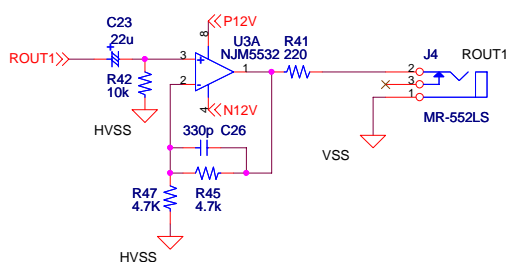 C23
22u
P12V
8
U3A
NJM5532
R41
220
J4
ROUT1
ROUT1
+
3
2
-
1
2
3
1
R42
10k
4
N12V
MR-552LS
HVSS
330p C26
VSS
R47
4.7K
R45
4.7k
HVSS